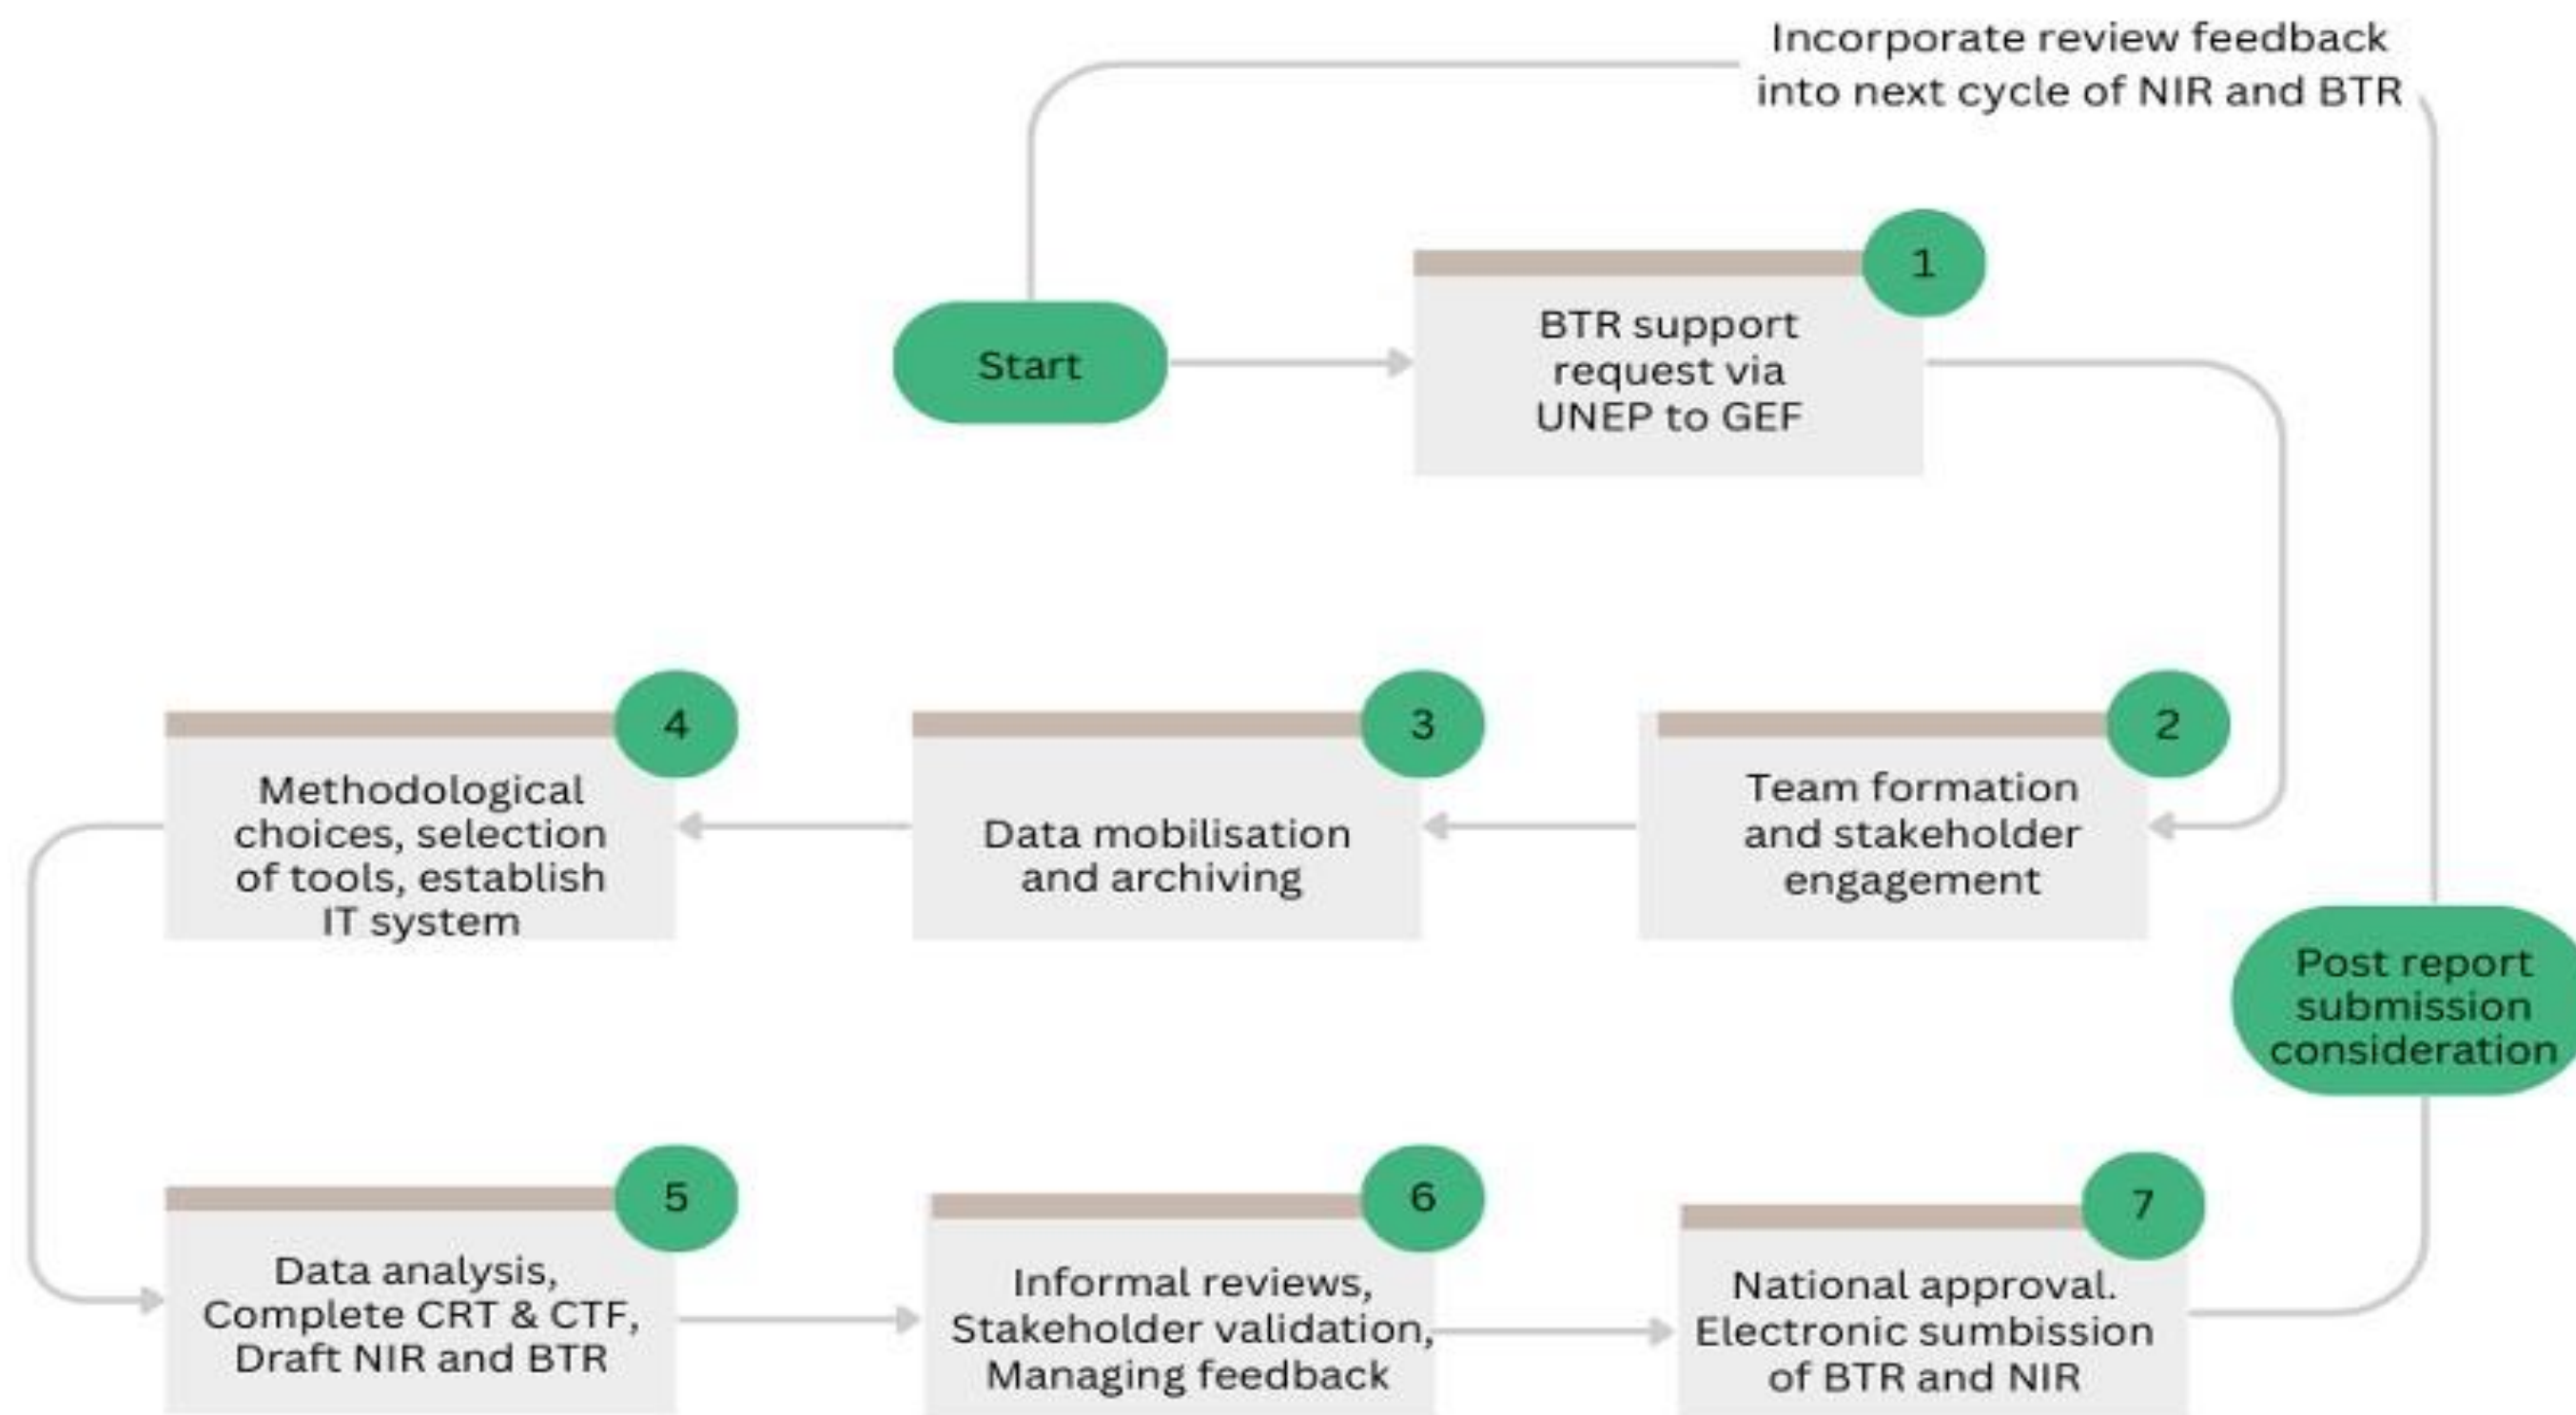 Incorporate review feedback
into next cycle of NIR and BTR
Start
1
BTR support
request via
UNEP to GEF
2
Team formation
and stakeholder
engagement
3
Data mobilisation
and archiving
4
Methodological
choices, selection
of tools, establish
IT system
5
Data analysis,
Complete CRT & CTF,
Draft NIR and BTR
6
Informal reviews,
Stakeholder validation,
Managing feedback
7
National approval.
Electronic sumbission
of BTR and NIR
Post report
submission
consideration